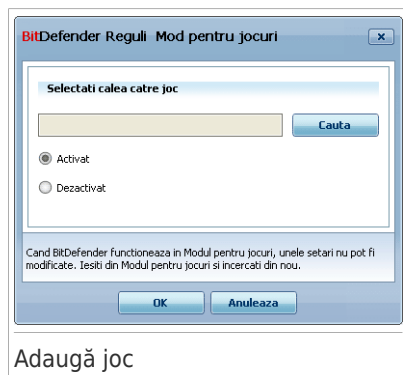 BitDefender Reguli Mod pentru jocuri
Selectati calea catre joc
Cauta
Activat
Dezactivat
Cand BitDefender functioneaza in Modul pentru jocuri, unele setari nu pot fi
modificate. Iesiti din Modul pentru jocuri si incercati din nou.
OK
Anuleaza
Adaugă joc